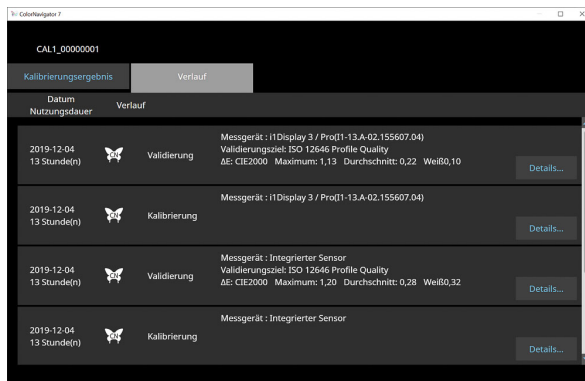 ColorNavigator 7
CAL1_00000001
Kalibrierungsergebnis
Verlauf
Datum
Nutzungsdauer
Verlauf
2019-12-04
13 Stunde(n)
CN
Validierung
Messgerät : i1Display 3 / Pro(I1-13.A-02.155607.04)
Validierungsziel: ISO 12646 Profile Quality
ΔE: CIE2000 Maximum: 1,13 Durchschnitt: 0,22 Weiß0,10
Details...
2019-12-04
13 Stunde(n)
CN
Kalibrierung
Messgerät : i1Display 3 / Pro(I1-13.A-02.155607.04)
Details...
2019-12-04
13 Stunde(n)
CN
Validierung
Messgerät : Integrierter Sensor
Validierungsziel: ISO 12646 Profile Quality
ΔE: CIE2000 Maximum: 1,20 Durchschnitt: 0,28 Weiß0,32
Details...
2019-12-04
13 Stunde(n)
CN
Kalibrierung
Messgerät : Integrierter Sensor
Details...